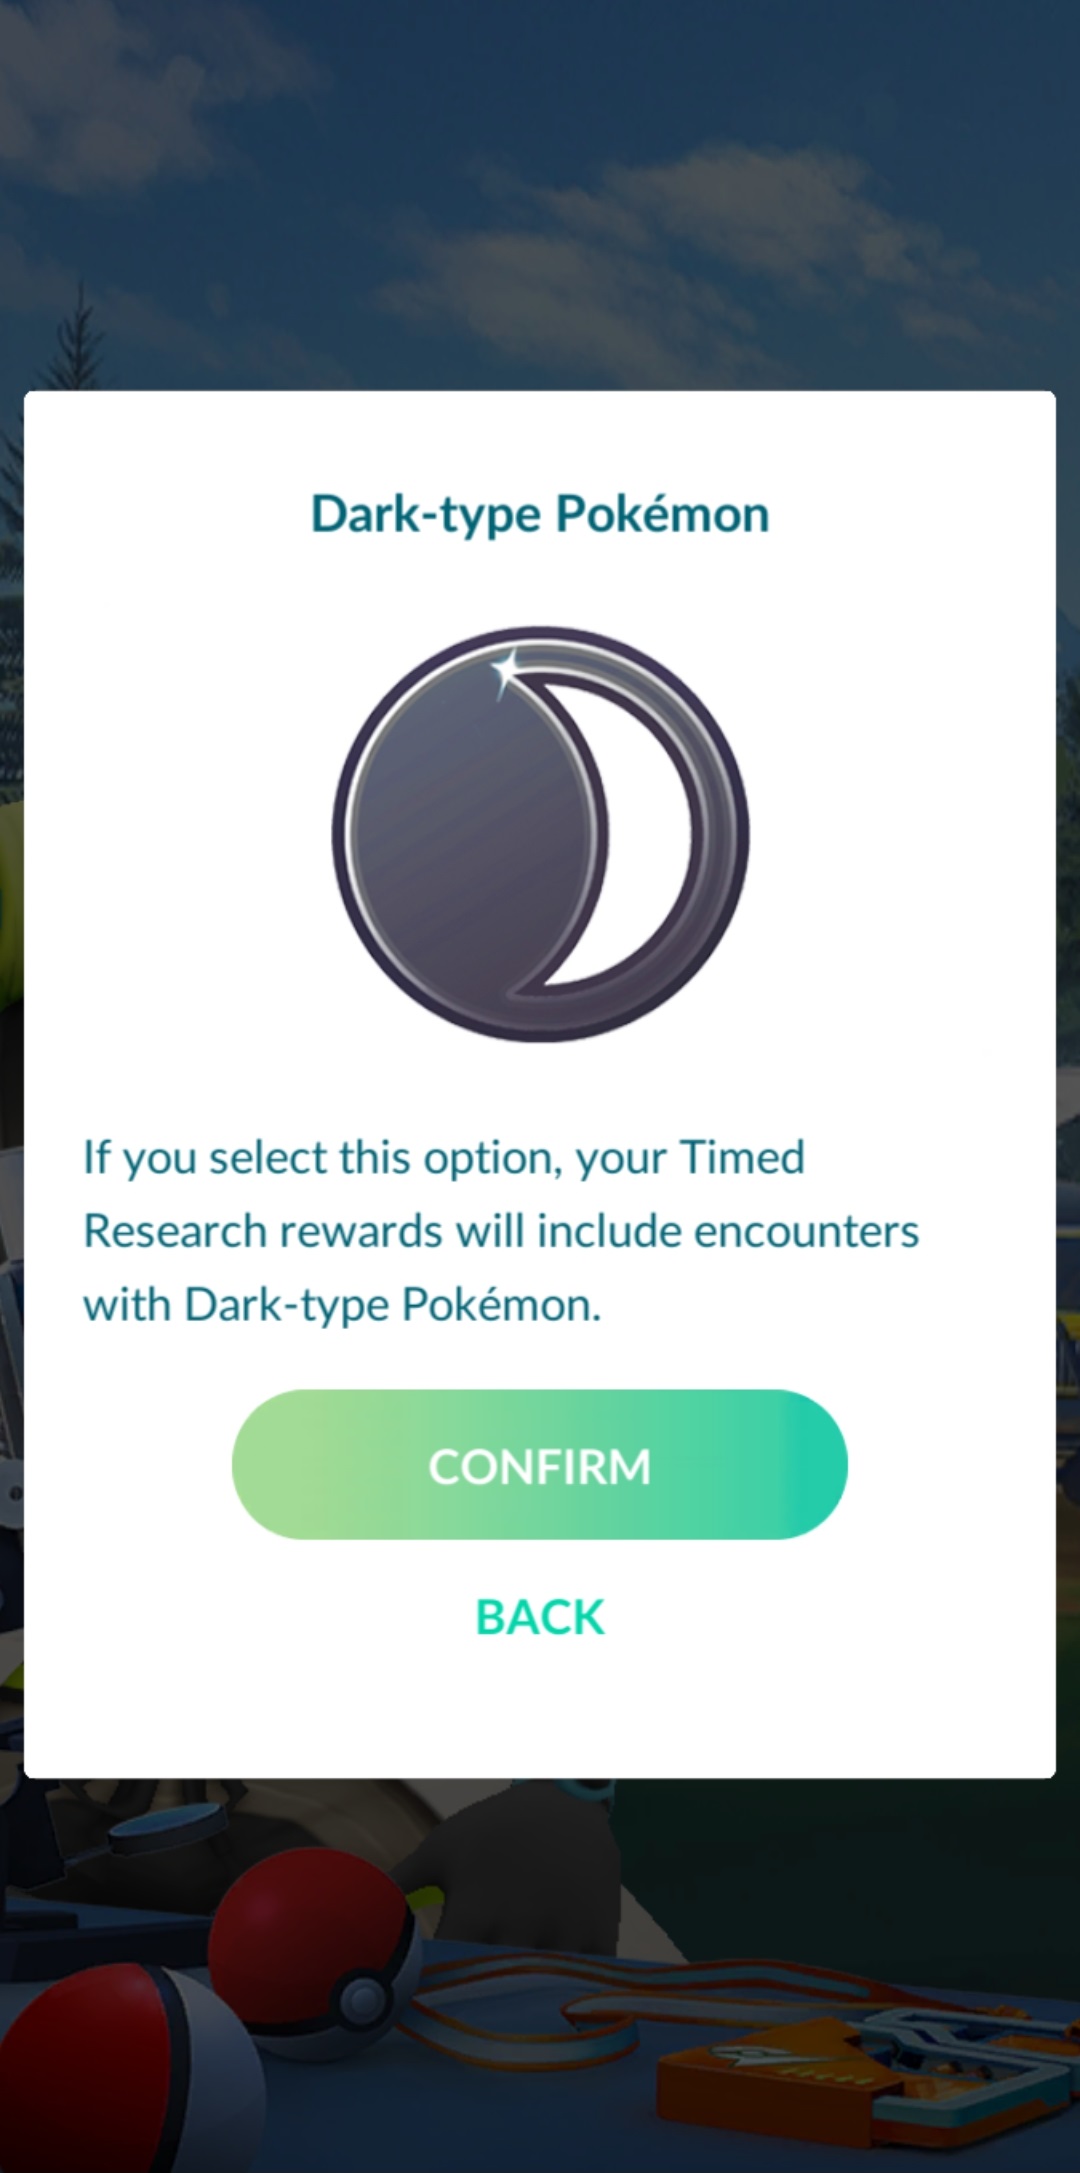 Dark-type Pokémon
If you select this option, your Timed
Research rewards will include encounters
with Dark-type Pokémon.
CONFIRM
BACK